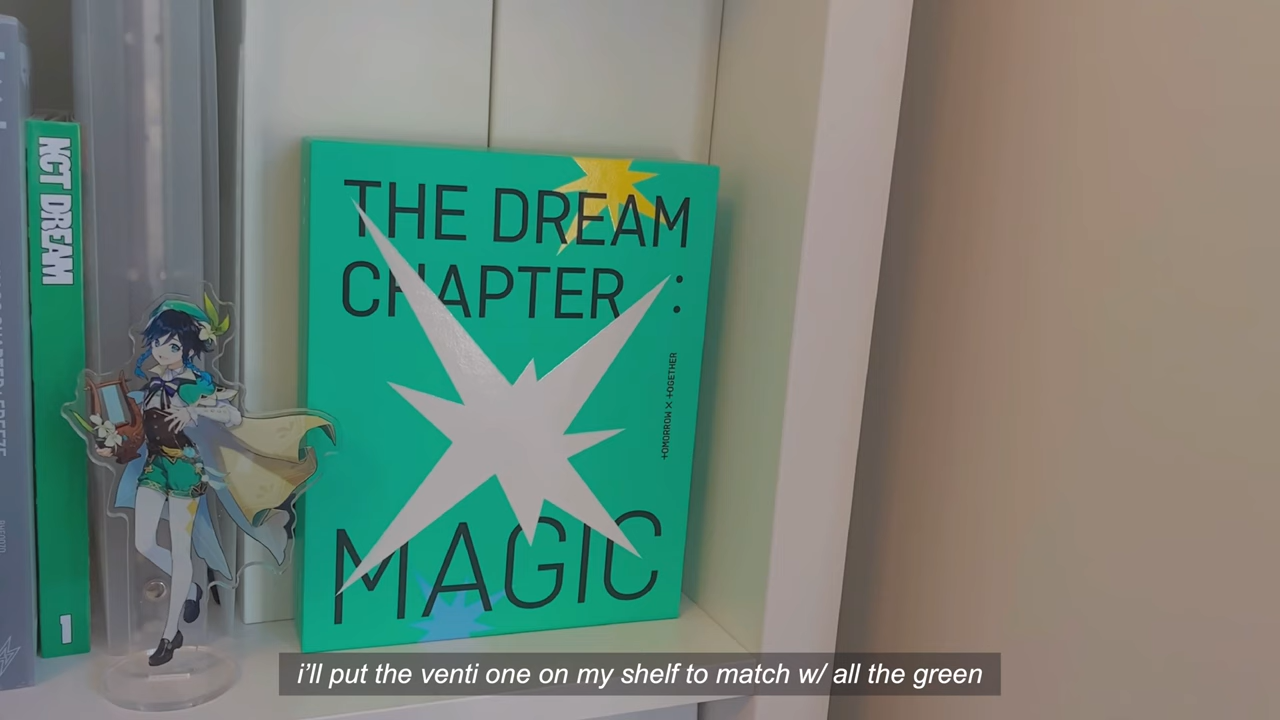 NCT DREAM
1
THE DREAM
CHAPTER :
TOMORROW X TOGETHER
MAGIC
i'll put the venti one on my shelf to match w/ all the green